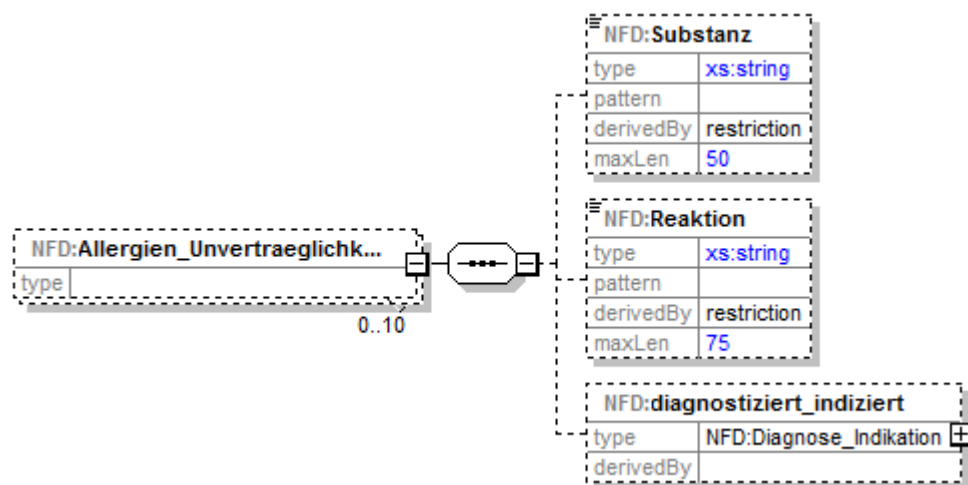 NFD:Substanz
type xs:string
pattern
derivedBy restriction
maxLen 50
NFD:Reaktion
type xs:string
pattern
derivedBy restriction
maxLen 75
NFD:Allergien_Unvertraeglichk...
type
0..10
NFD:diagnostiziert_indiziert
type NFD:Diagnose_Indikation
derivedBy